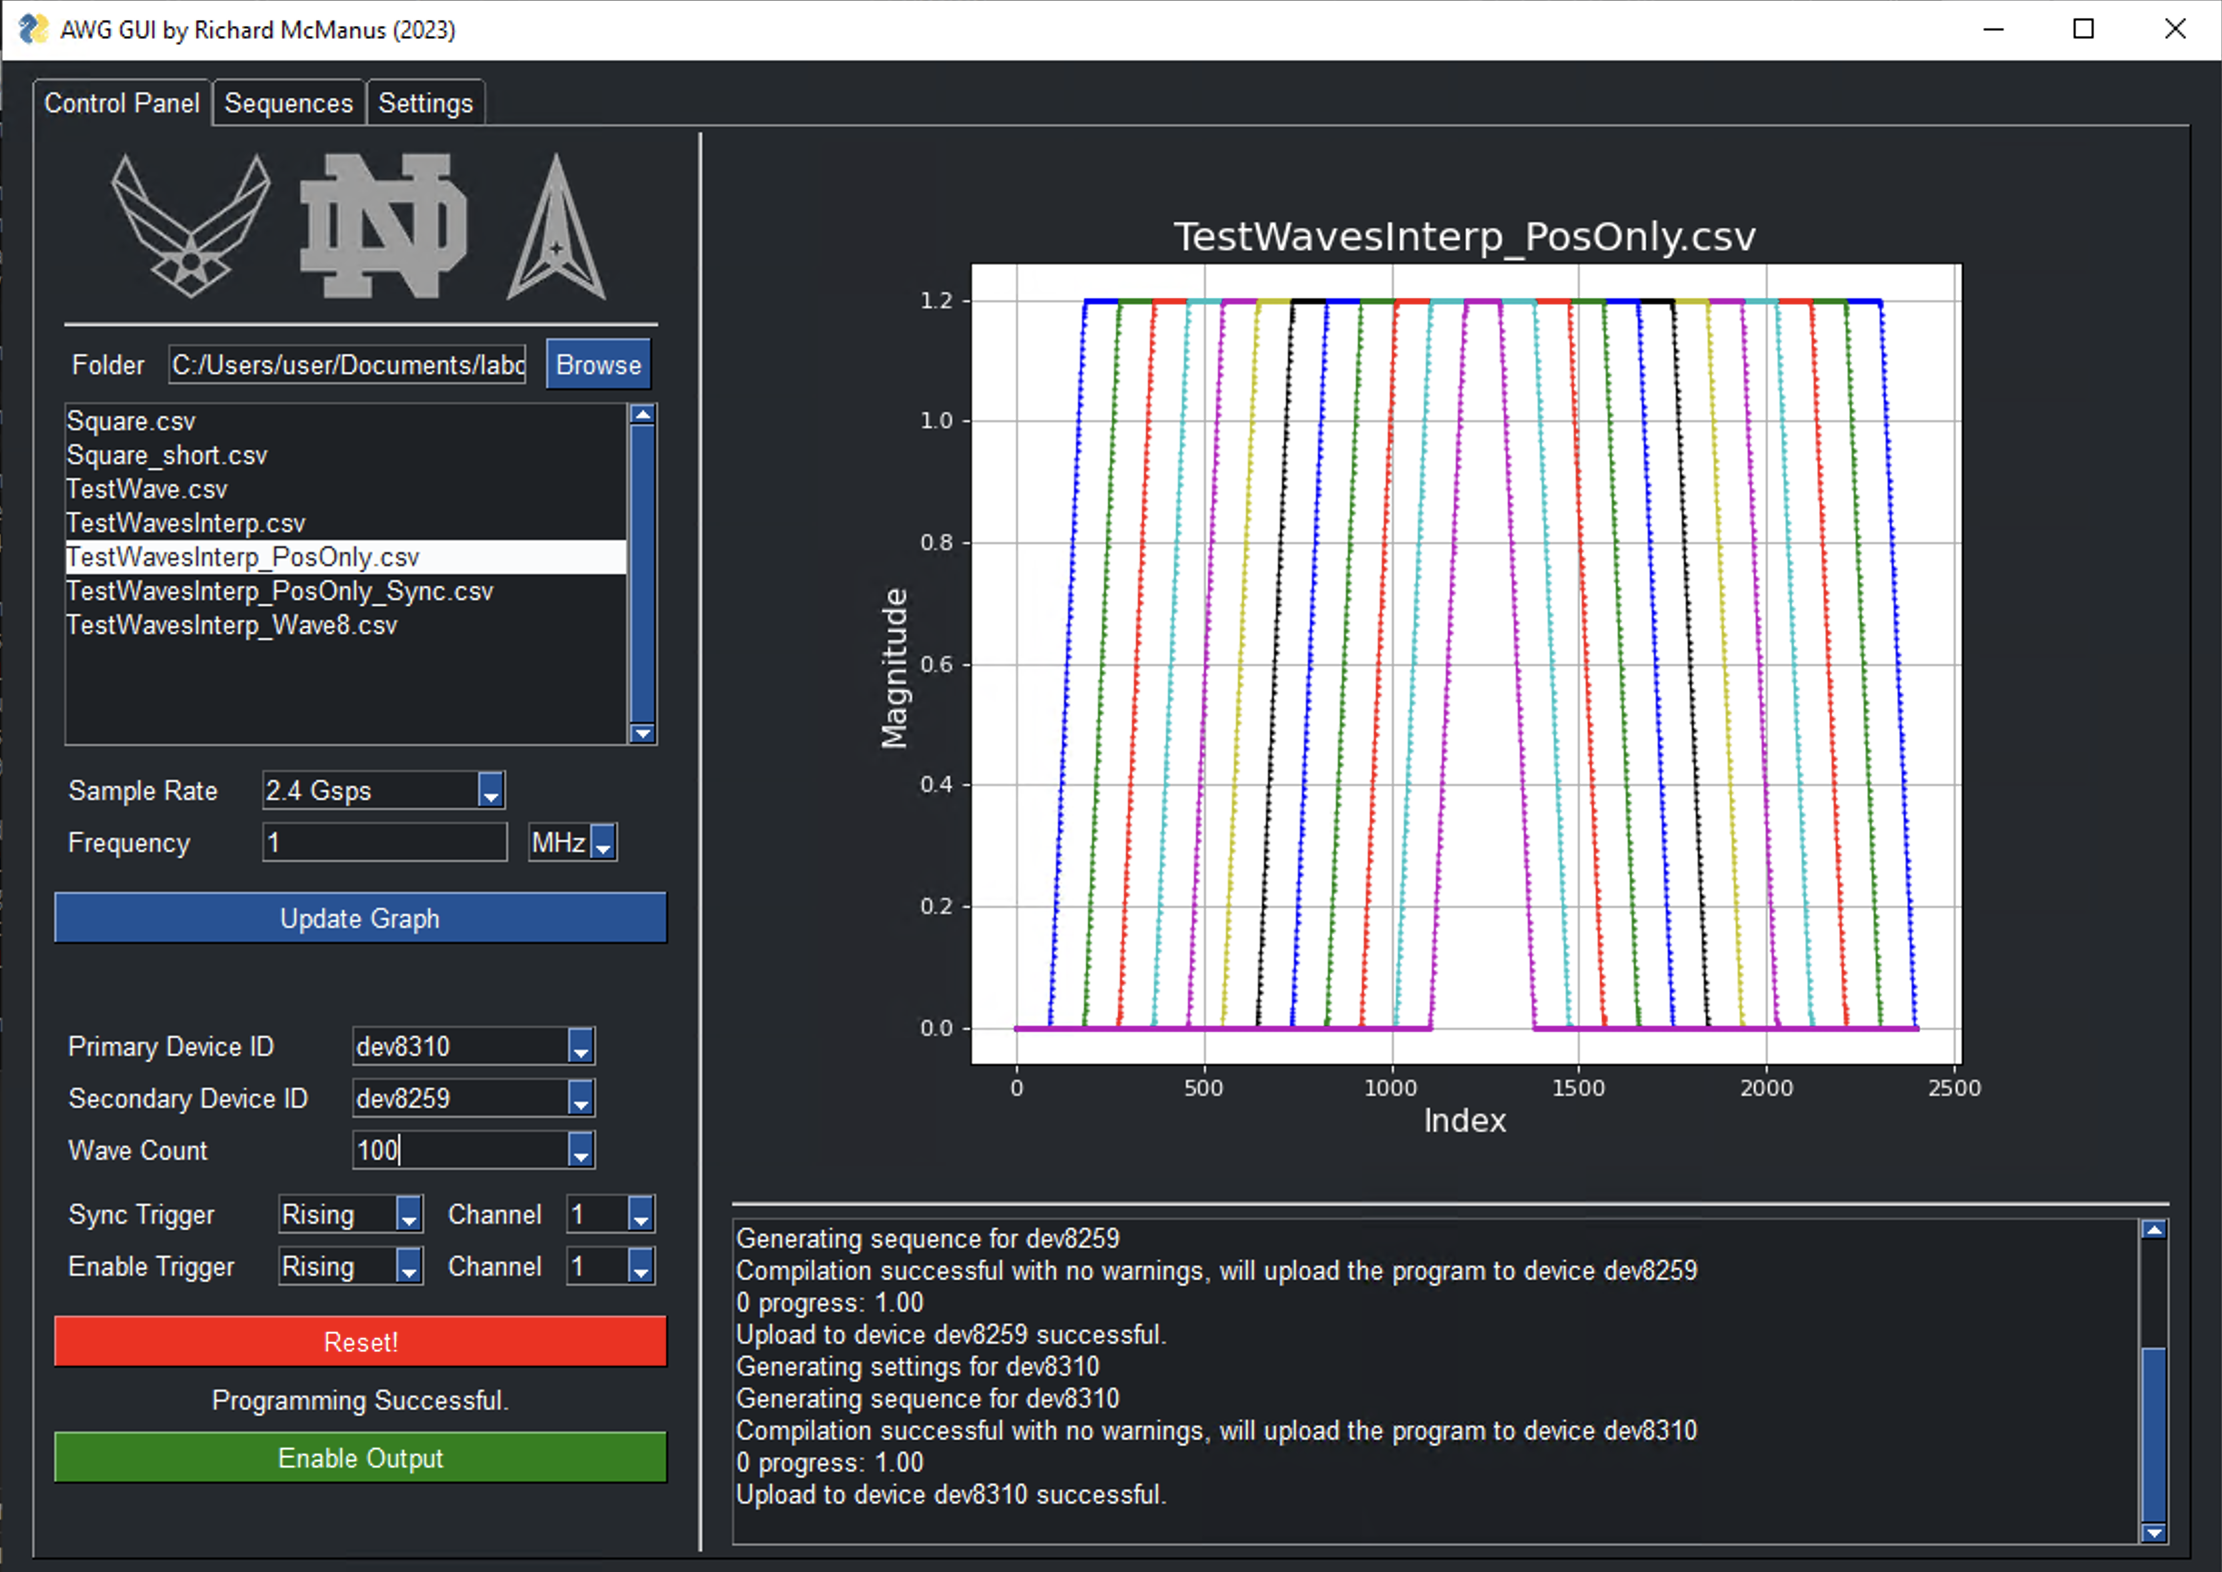 AWG GUI by Richard McManus (2023)
Control Panel Sequences Settings
ND
Folder C:/Users/user/Documents/labc Browse
Square.csv
Square_short.csv
TestWave.csv
TestWavesInterp.csv
TestWavesInterp_PosOnly.csv
TestWavesInterp_PosOnly_Sync.csv
TestWavesInterp_Wave8.csv
Sample Rate 2.4 Gsps
Frequency 1 MHz
Update Graph
Primary Device ID dev8310
Secondary Device ID dev8259
Wave Count 100
Sync Trigger Rising Channel 1
Enable Trigger Rising Channel 1
Reset!
Programming Successful.
Enable Output
TestWavesInterp_PosOnly.csv
Magnitude
1.2
1.0
0.8
0.6
0.4
0.2
0.0
0 500 1000 1500 2000 2500
Index
Generating sequence for dev8259
Compilation successful with no warnings, will upload the program to device dev8259
0 progress: 1.00
Upload to device dev8259 successful.
Generating settings for dev8310
Generating sequence for dev8310
Compilation successful with no warnings, will upload the program to device dev8310
0 progress: 1.00
Upload to device dev8310 successful.